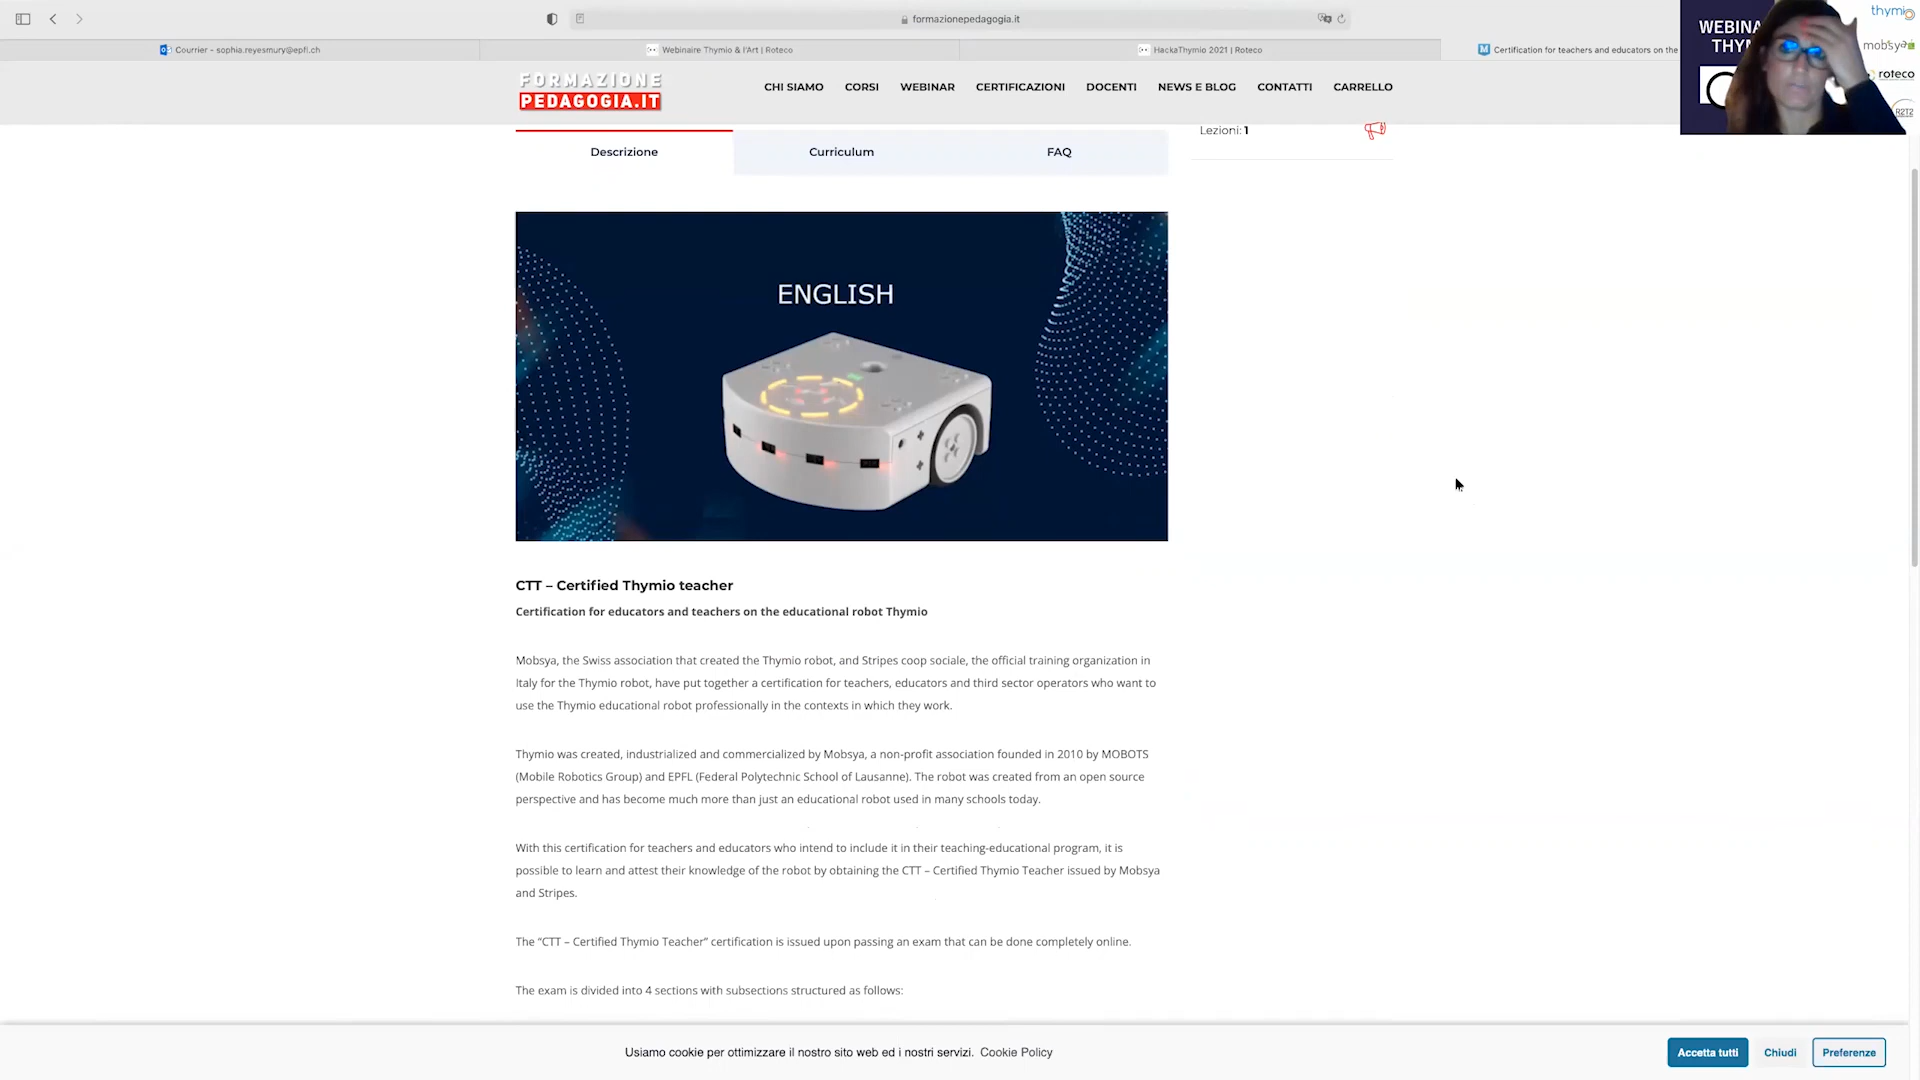 formazionepedagogia.it
Courrier - sophia.reyesmury@epfl.ch
Webinaire Thymio & l'Art | Roteco
HackaThymio 2021 | Roteco
Certification for teachers and educators on the
FORMAZIONE
PEDAGOGIA.IT
CHI SIAMO
CORSI
WEBINAR
CERTIFICAZIONI
DOCENTI
NEWS E BLOG
CONTATTI
CARRELLO
WEBINA
THY
thymio
mobsya
roteco
R2T2
Lezioni: 1
Descrizione
Curriculum
FAQ
ENGLISH
CTT – Certified Thymio teacher
Certification for educators and teachers on the educational robot Thymio
Mobsya, the Swiss association that created the Thymio robot, and Stripes coop sociale, the official training organization in
Italy for the Thymio robot, have put together a certification for teachers, educators and third sector operators who want to
use the Thymio educational robot professionally in the contexts in which they work.
Thymio was created, industrialized and commercialized by Mobsya, a non-profit association founded in 2010 by MOBOTS
(Mobile Robotics Group) and EPFL (Federal Polytechnic School of Lausanne). The robot was created from an open source
perspective and has become much more than just an educational robot used in many schools today.
With this certification for teachers and educators who intend to include it in their teaching-educational program, it is
possible to learn and attest their knowledge of the robot by obtaining the CTT – Certified Thymio Teacher issued by Mobsya
and Stripes.
The “CTT – Certified Thymio Teacher” certification is issued upon passing an exam that can be done completely online.
The exam is divided into 4 sections with subsections structured as follows:
Usiamo cookie per ottimizzare il nostro sito web ed i nostri servizi. Cookie Policy
Accetta tutti
Chiudi
Preferenze